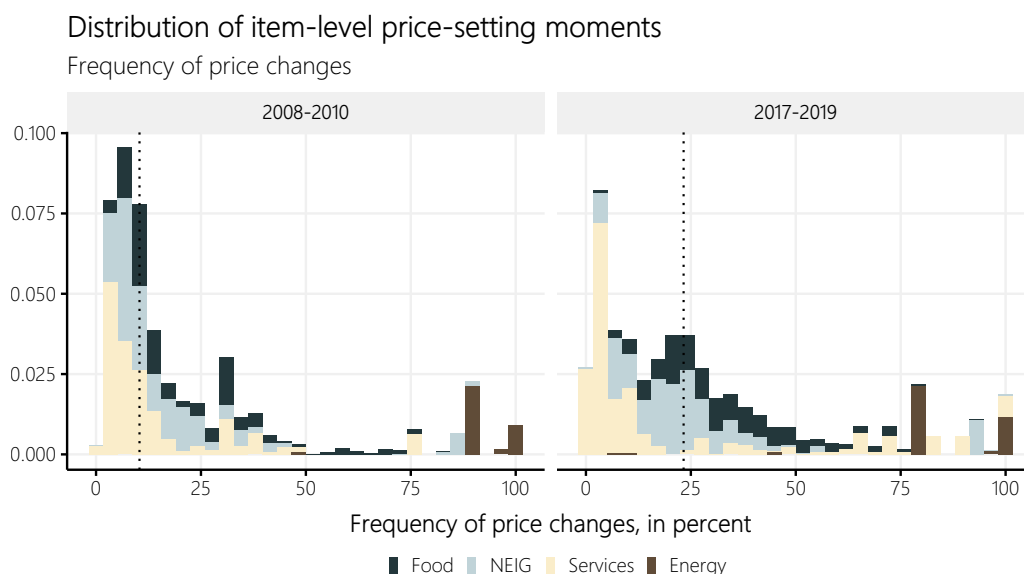 Distribution of item-level price-setting moments
Frequency of price changes
2008-2010 2017-2019
0.100
0.075
0.050
0.025
0.000
0 25 50 75 100 0 25 50 75 100
Frequency of price changes, in percent
Food NEIG Services Energy